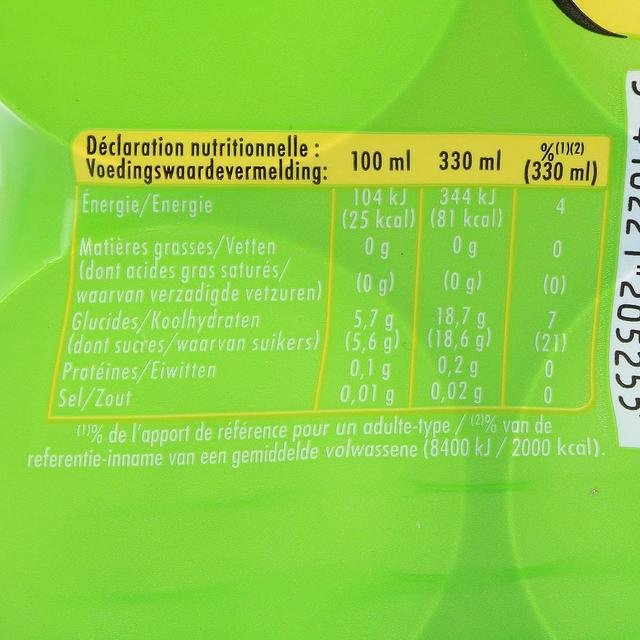 Déclaration nutritionnelle :
Voedingswaardevermelding: 100 ml 330 ml %(1)(2) (330 ml)
Énergie/Energie 104 kJ (25 kcal) 344 kJ (81 kcal) 4
Matières grasses/Vetten 0 g 0 g 0
(dont acides gras saturés/
waarvan verzadigde vetzuren) (0 g) (0 g) (0)
Glucides/Koolhydraten 5,7 g 18,7 g 7
(dont sucres/waarvan suikers) (5,6 g) (18,6 g) (21)
Protéines/Eiwitten 0,1 g 0,2 g 0
Sel/Zout 0,01 g 0,02 g 0
(1)% de l'apport de référence pour un adulte-type / (2)% van de
referentie-inname van een gemiddelde volwassene (8400 kJ / 2000 kcal).